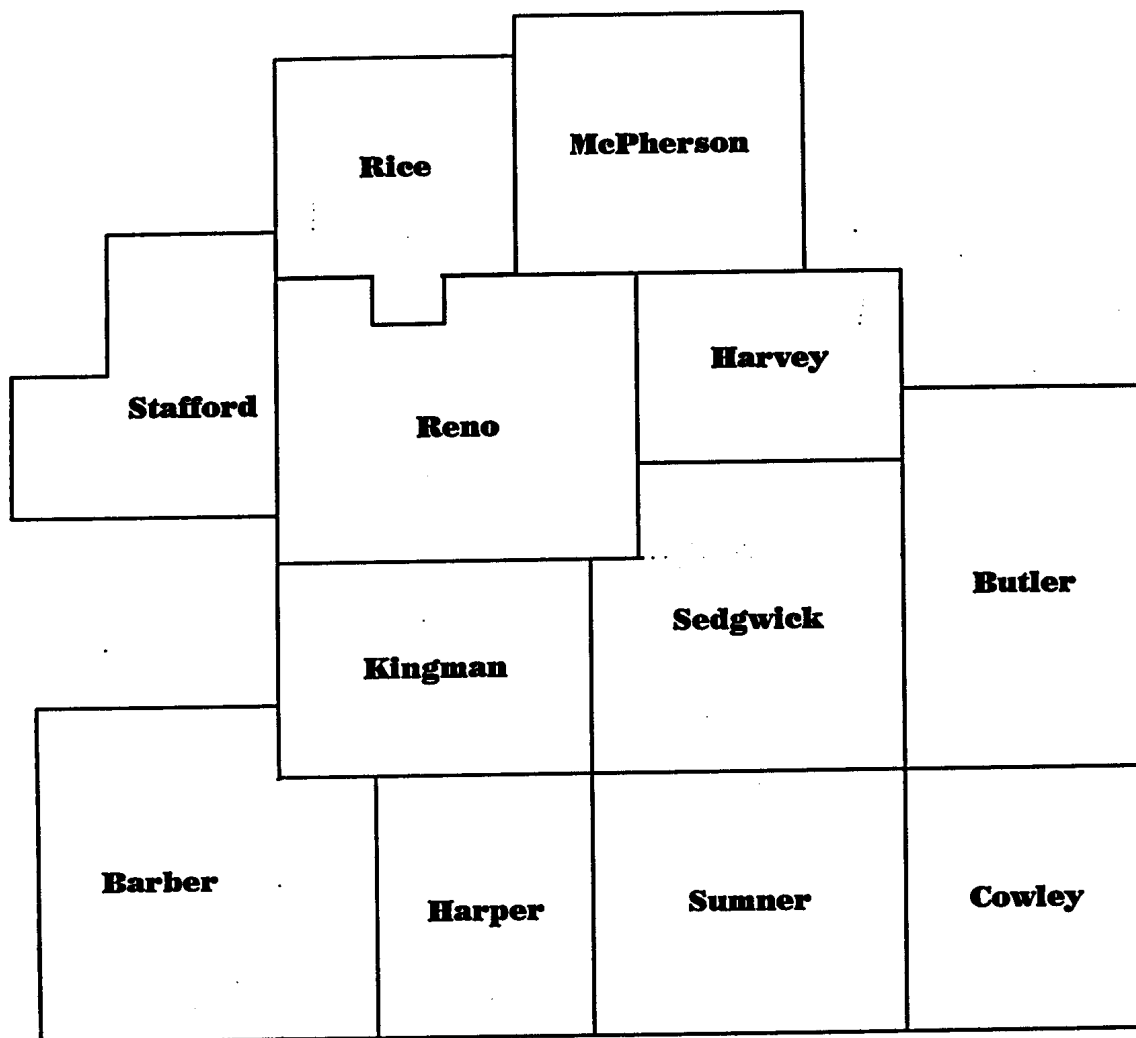 McPherson
Rice
Harvey
Stafford
Reno
Butler
Sedgwick
Kingman
Barber
Harper
Sumner
Cowley